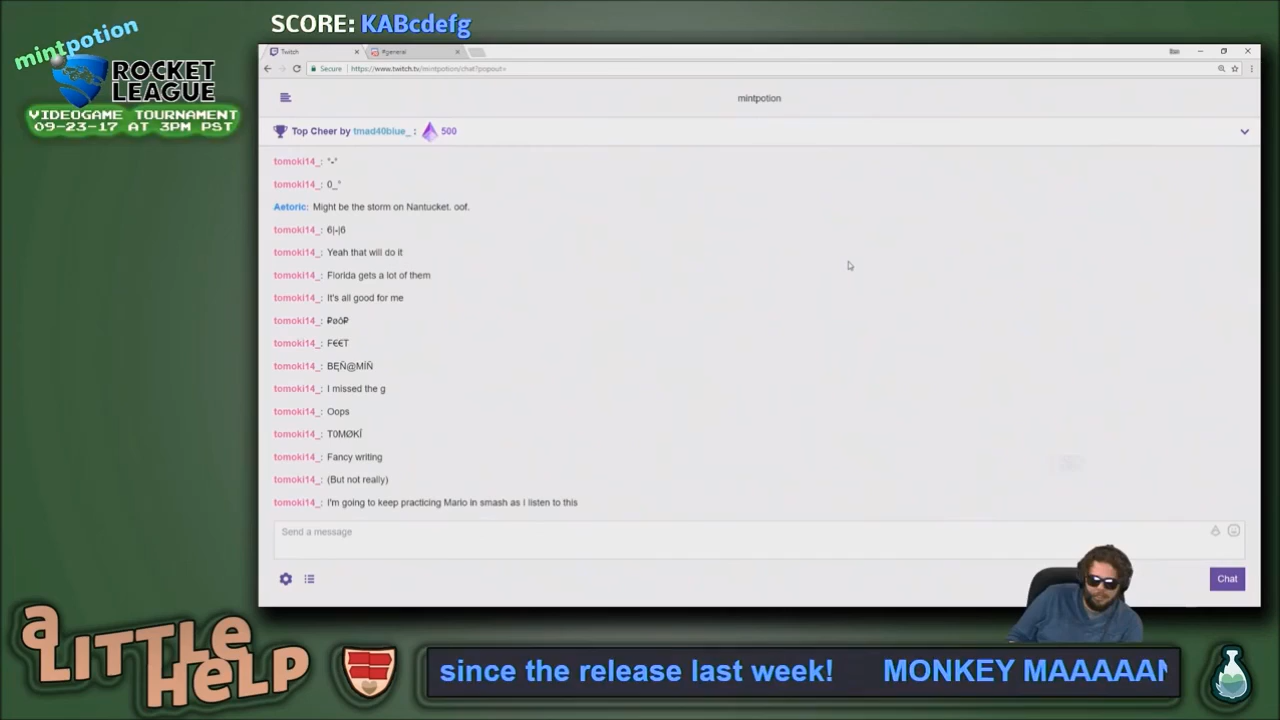 SCORE: KABcdefg
mintpotion
ROCKET
LEAGUE
VIDEOGAME TOURNAMENT
09-23-17 AT 3PM PST
Twitch
#general
Secure https://www.twitch.tv/mintpotion/chat?popout=
mintpotion
Top Cheer by tmad40blue_: 500
tomoki14_: °-°
tomoki14_: 0_°
Aetoric: Might be the storm on Nantucket. oof.
tomoki14_: 6|-|6
tomoki14_: Yeah that will do it
tomoki14_: Florida gets a lot of them
tomoki14_: It's all good for me
tomoki14_: ₽øô₽
tomoki14_: F€€T
tomoki14_: BĘÑ@MÏÑ
tomoki14_: I missed the g
tomoki14_: Oops
tomoki14_: T0MØKÎ
tomoki14_: Fancy writing
tomoki14_: (But not really)
tomoki14_: I'm going to keep practicing Mario in smash as I listen to this
Send a message
Chat
a
LITTLE
HELP
since the release last week! MONKEY MAAAAAN